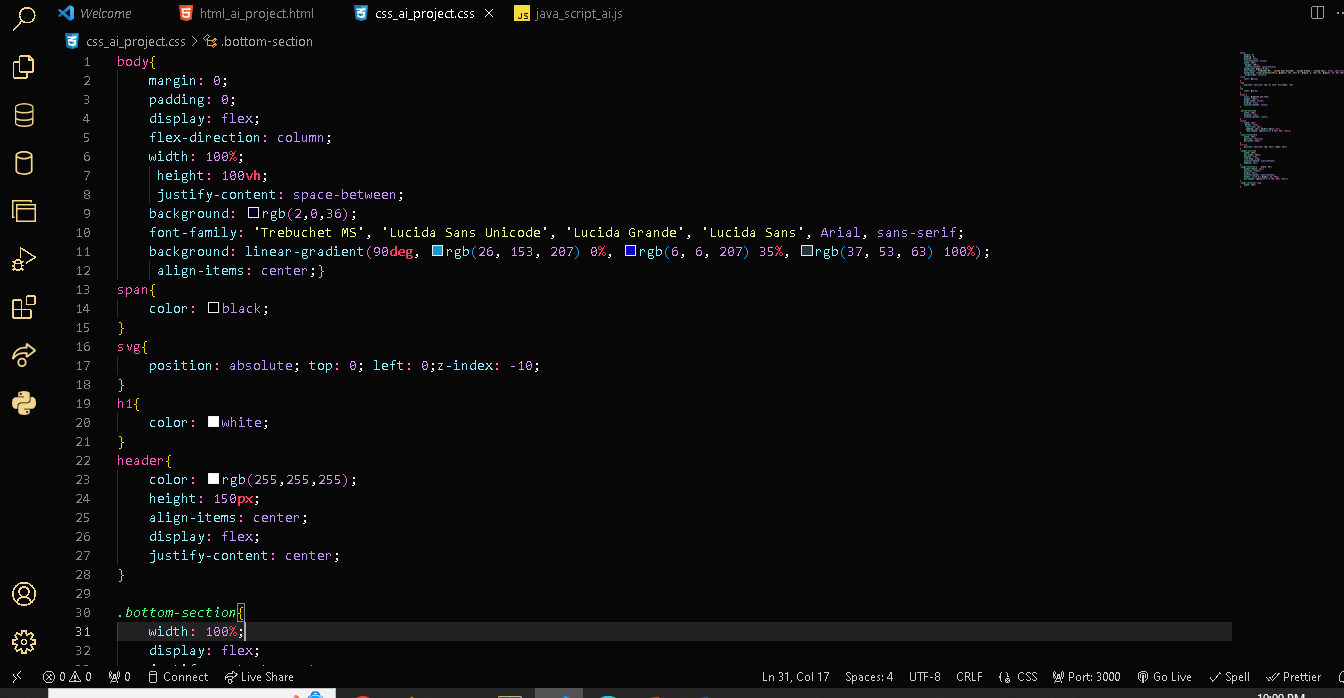 Welcome
html_ai_project.html
css_ai_project.css
JS java_script_ai.js
css_ai_project.css > .bottom-section
1 body{
2 margin: 0;
3 padding: 0;
4 display: flex;
5 flex-direction: column;
6 width: 100%;
7 height: 100vh;
8 justify-content: space-between;
9 background: rgb(2,0,36);
10 font-family: 'Trebuchet MS', 'Lucida Sans Unicode', 'Lucida Grande', 'Lucida Sans', Arial, sans-serif;
11 background: linear-gradient(90deg, rgb(26, 153, 207) 0%, rgb(6, 6, 207) 35%, rgb(37, 53, 63) 100%);
12 align-items: center;}
13 span{
14 color: black;
15 }
16 svg{
17 position: absolute; top: 0; left: 0;z-index: -10;
18 }
19 h1{
20 color: white;
21 }
22 header{
23 color: rgb(255,255,255);
24 height: 150px;
25 align-items: center;
26 display: flex;
27 justify-content: center;
28 }
29
30 .bottom-section{
31 width: 100%;
32 display: flex;
0 0 0 Connect Live Share Ln 31, Col 17 Spaces: 4 UTF-8 CRLF CSS Port: 3000 Go Live Spell Prettier